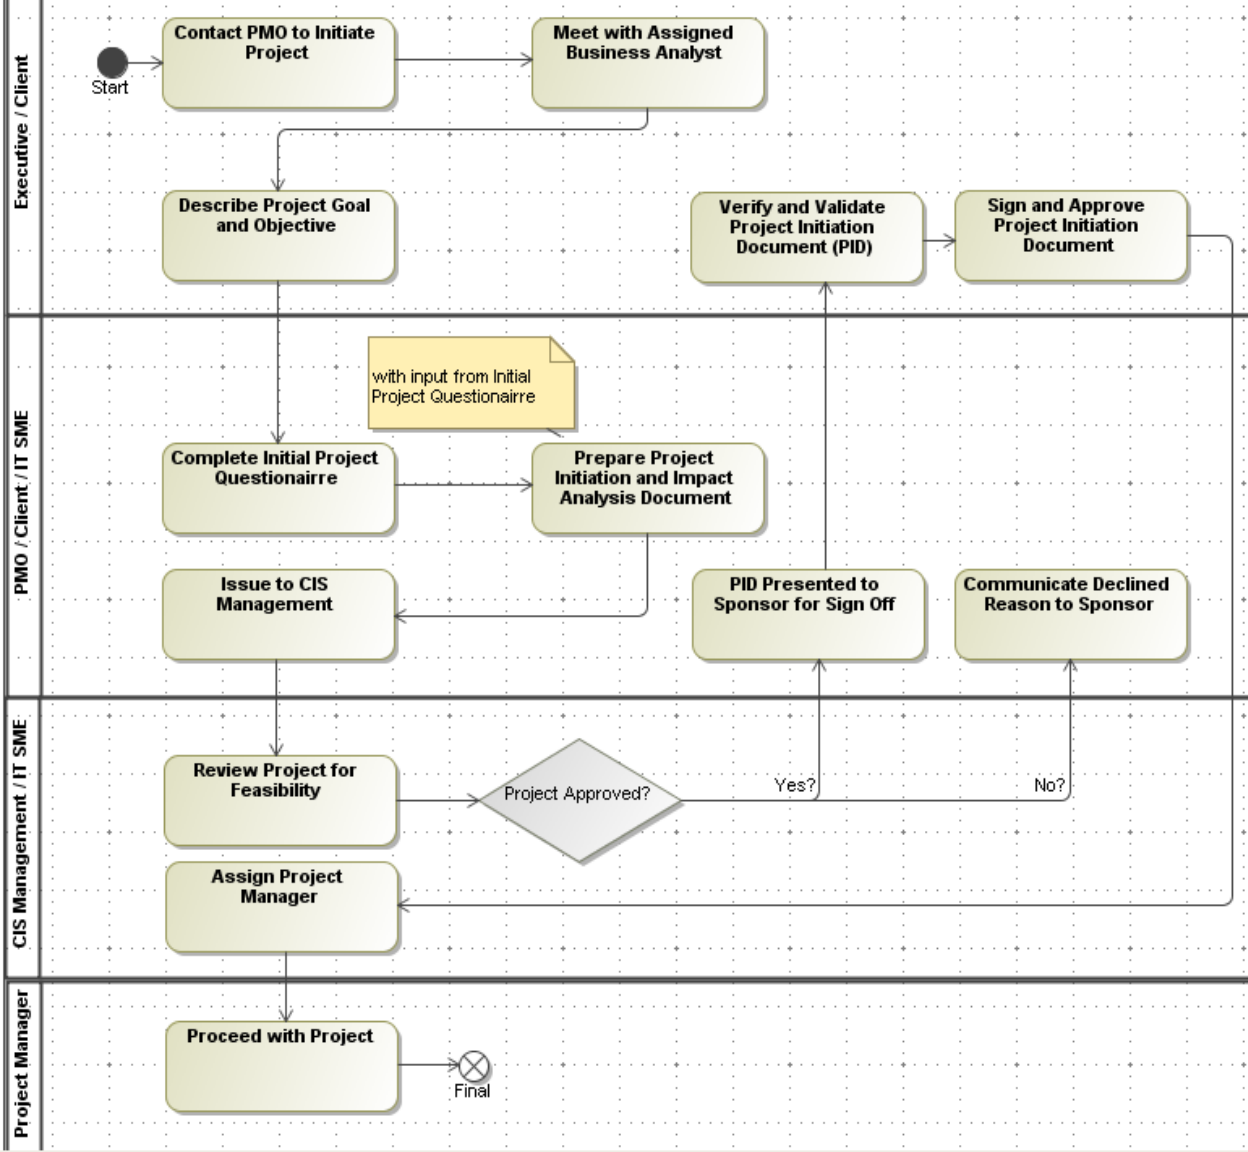 Executive / Client
Contact PMO to Initiate
Project
Meet with Assigned
Business Analyst
Start
Describe Project Goal
and Objective
Verify and Validate
Project Initiation
Document (PID)
Sign and Approve
Project Initiation
Document
PMO / Client / IT SME
with input from Initial
Project Questionairre
Complete Initial Project
Questionairre
Prepare Project
Initiation and Impact
Analysis Document
Issue to CIS
Management
PID Presented to
Sponsor for Sign Off
Communicate Declined
Reason to Sponsor
CIS Management / IT SME
Review Project for
Feasibility
Project Approved?
Yes?
No?
Assign Project
Manager
Project Manager
Proceed with Project
Final